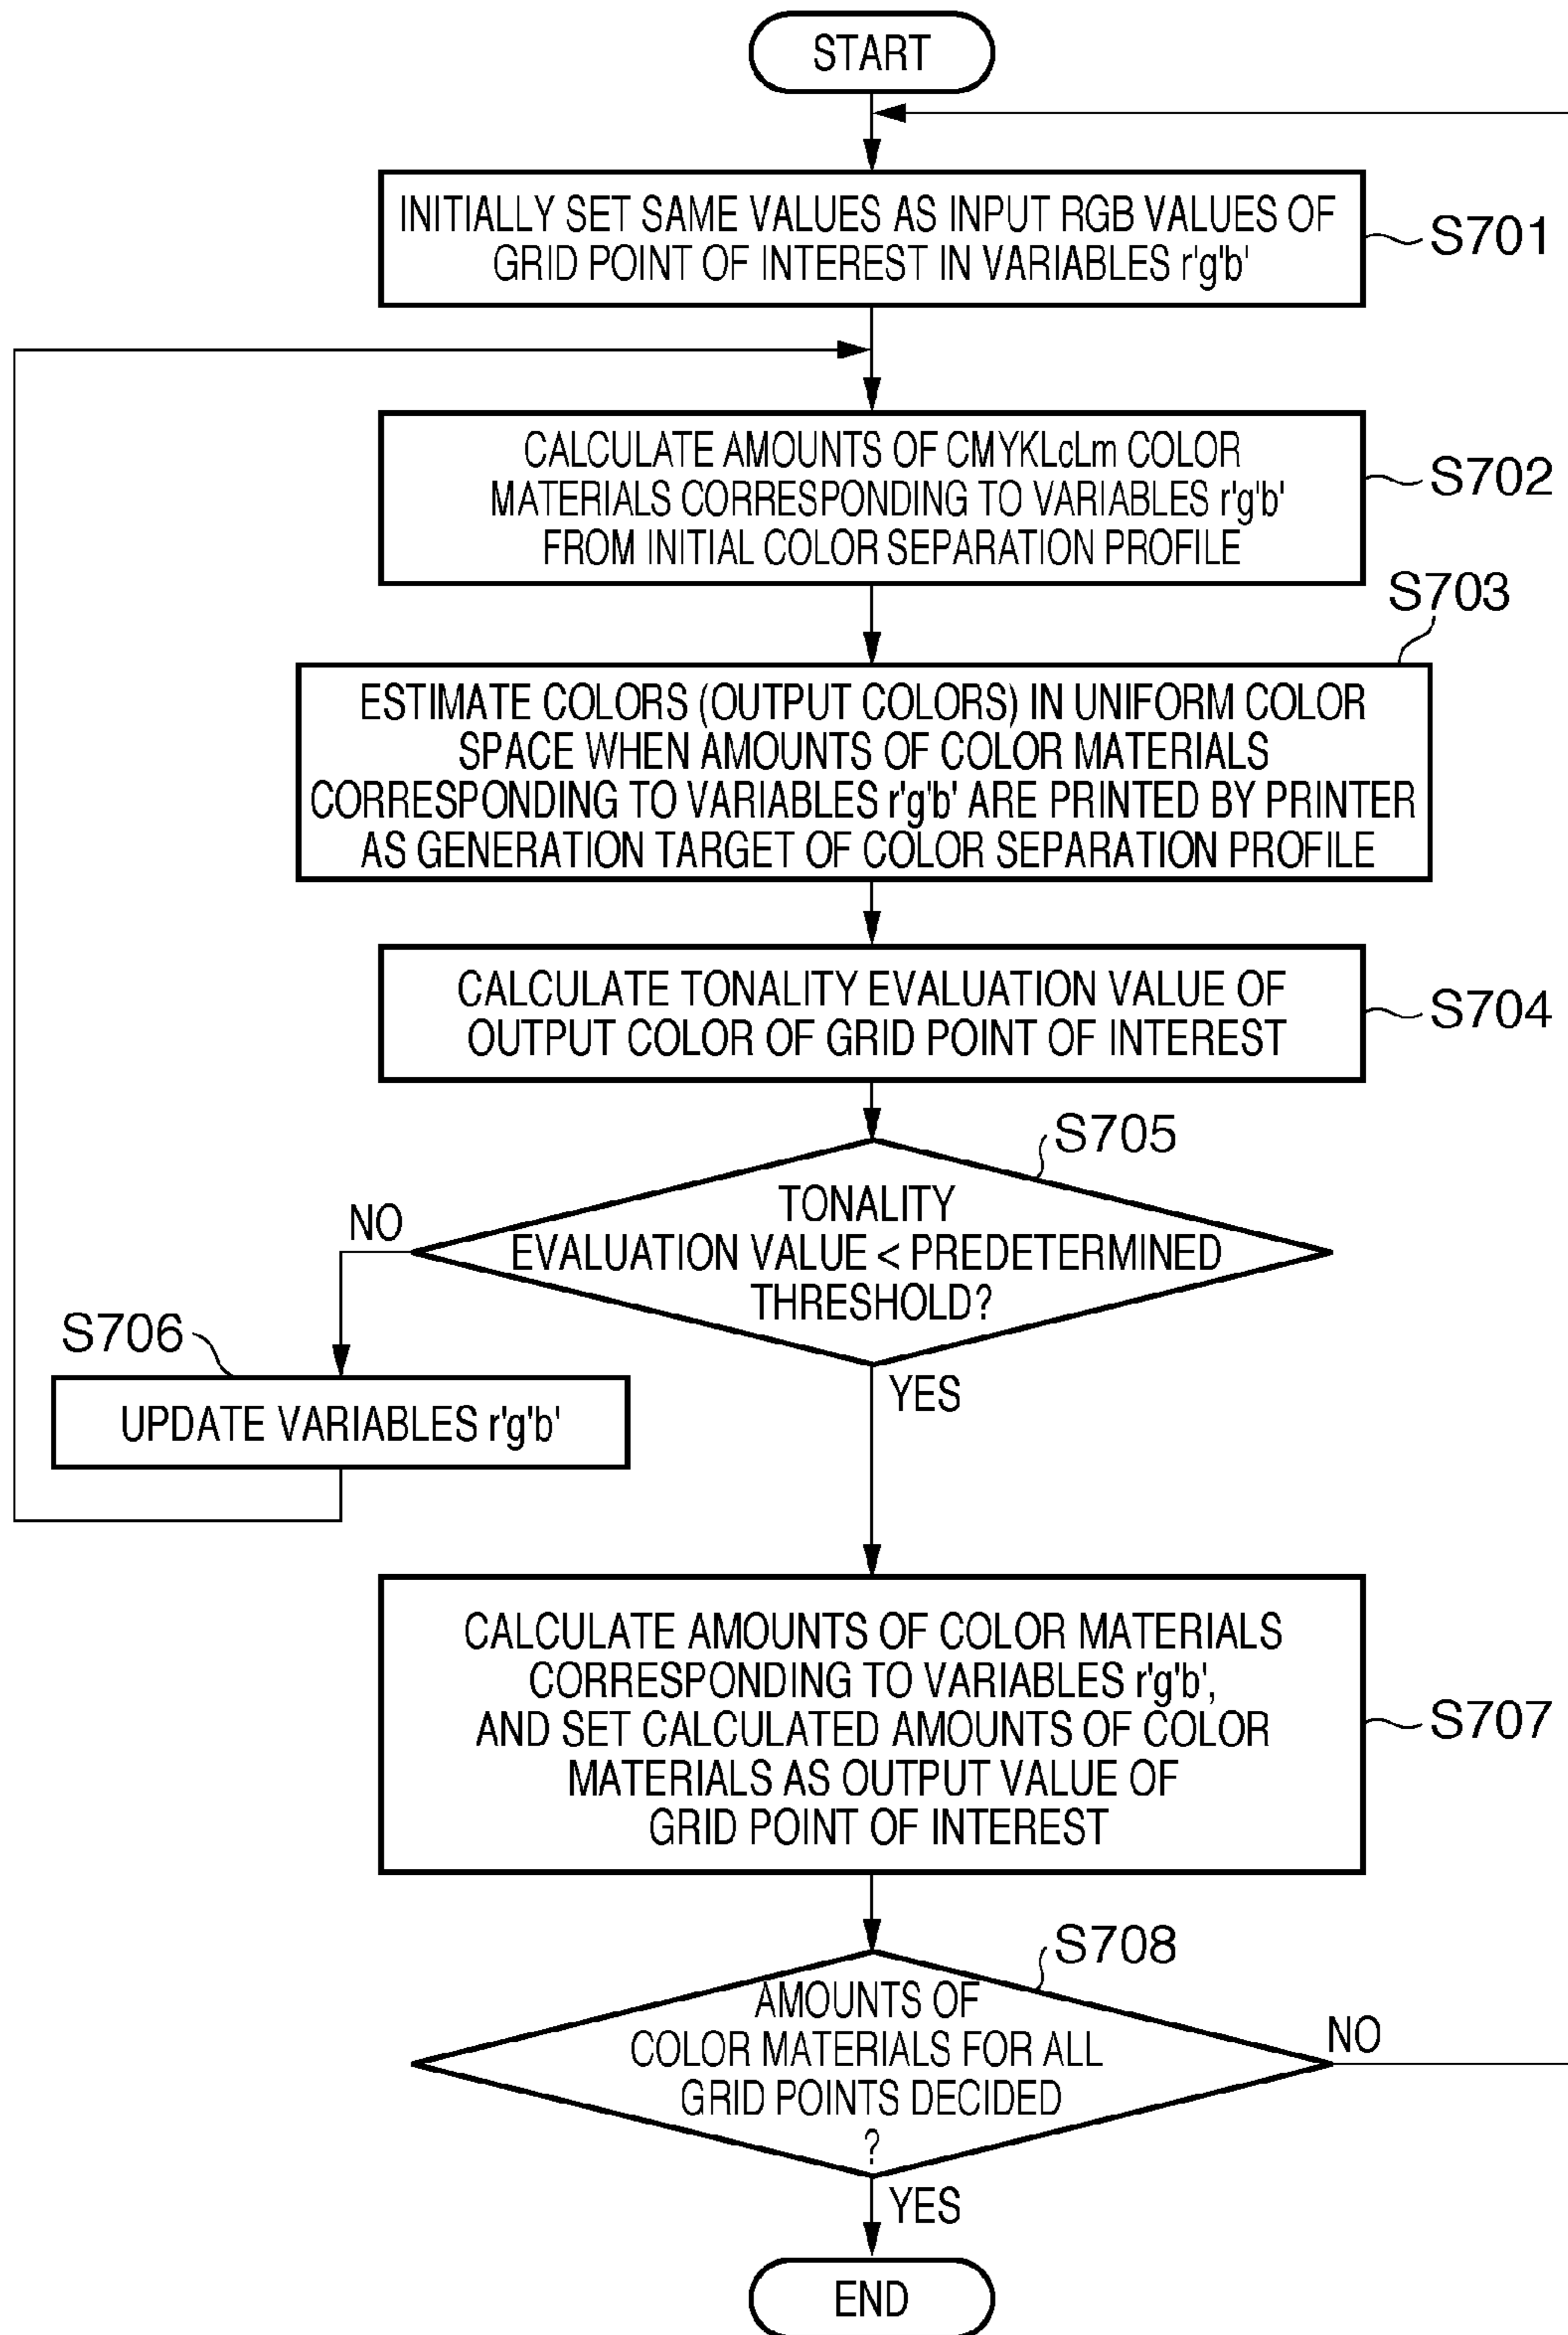 START
INITIALLY SET SAME VALUES AS INPUT RGB VALUES OF
GRID POINT OF INTEREST IN VARIABLES r'g'b'
S701
CALCULATE AMOUNTS OF CMYKLcLm COLOR
MATERIALS CORRESPONDING TO VARIABLES r'g'b'
FROM INITIAL COLOR SEPARATION PROFILE
S702
S703
ESTIMATE COLORS (OUTPUT COLORS) IN UNIFORM COLOR
SPACE WHEN AMOUNTS OF COLOR MATERIALS
CORRESPONDING TO VARIABLES r'g'b' ARE PRINTED BY PRINTER
AS GENERATION TARGET OF COLOR SEPARATION PROFILE
CALCULATE TONALITY EVALUATION VALUE OF
OUTPUT COLOR OF GRID POINT OF INTEREST
S704
S705
TONALITY
EVALUATION VALUE < PREDETERMINED
THRESHOLD?
NO
YES
S706
UPDATE VARIABLES r'g'b'
CALCULATE AMOUNTS OF COLOR MATERIALS
CORRESPONDING TO VARIABLES r'g'b',
AND SET CALCULATED AMOUNTS OF COLOR
MATERIALS AS OUTPUT VALUE OF
GRID POINT OF INTEREST
S707
S708
AMOUNTS OF
COLOR MATERIALS FOR ALL
GRID POINTS DECIDED
?
NO
YES
END